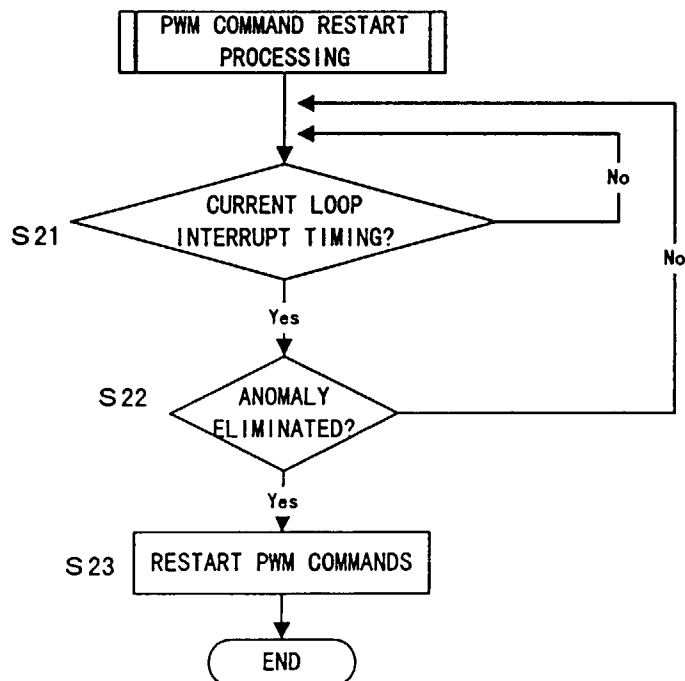 PWM COMMAND RESTART
PROCESSING
No
CURRENT LOOP
INTERRUPT TIMING?
S21
No
Yes
S22
ANOMALY
ELIMINATED?
Yes
S23
RESTART PWM COMMANDS
END